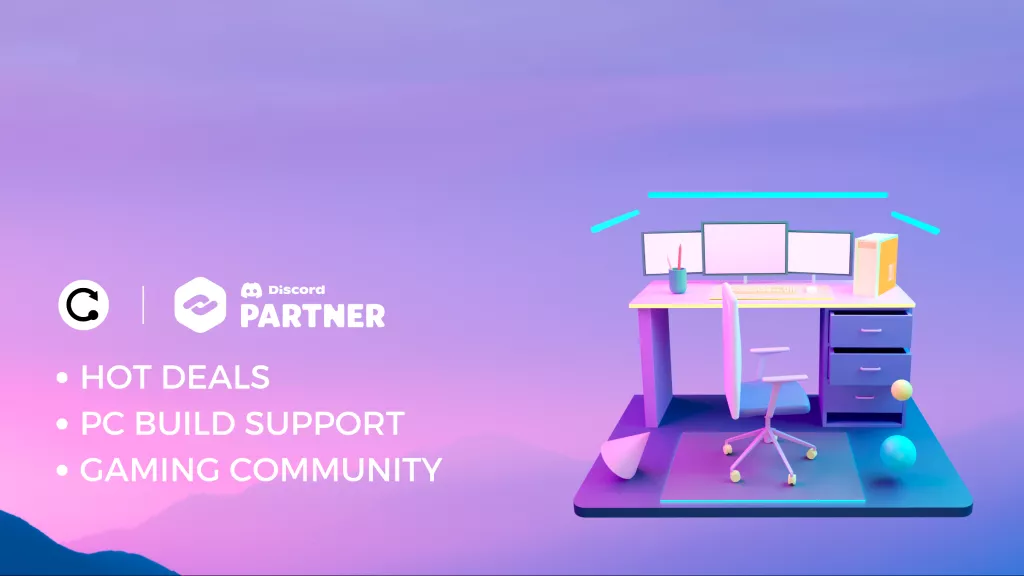 Discord
PARTNER
• HOT DEALS
• PC BUILD SUPPORT
• GAMING COMMUNITY